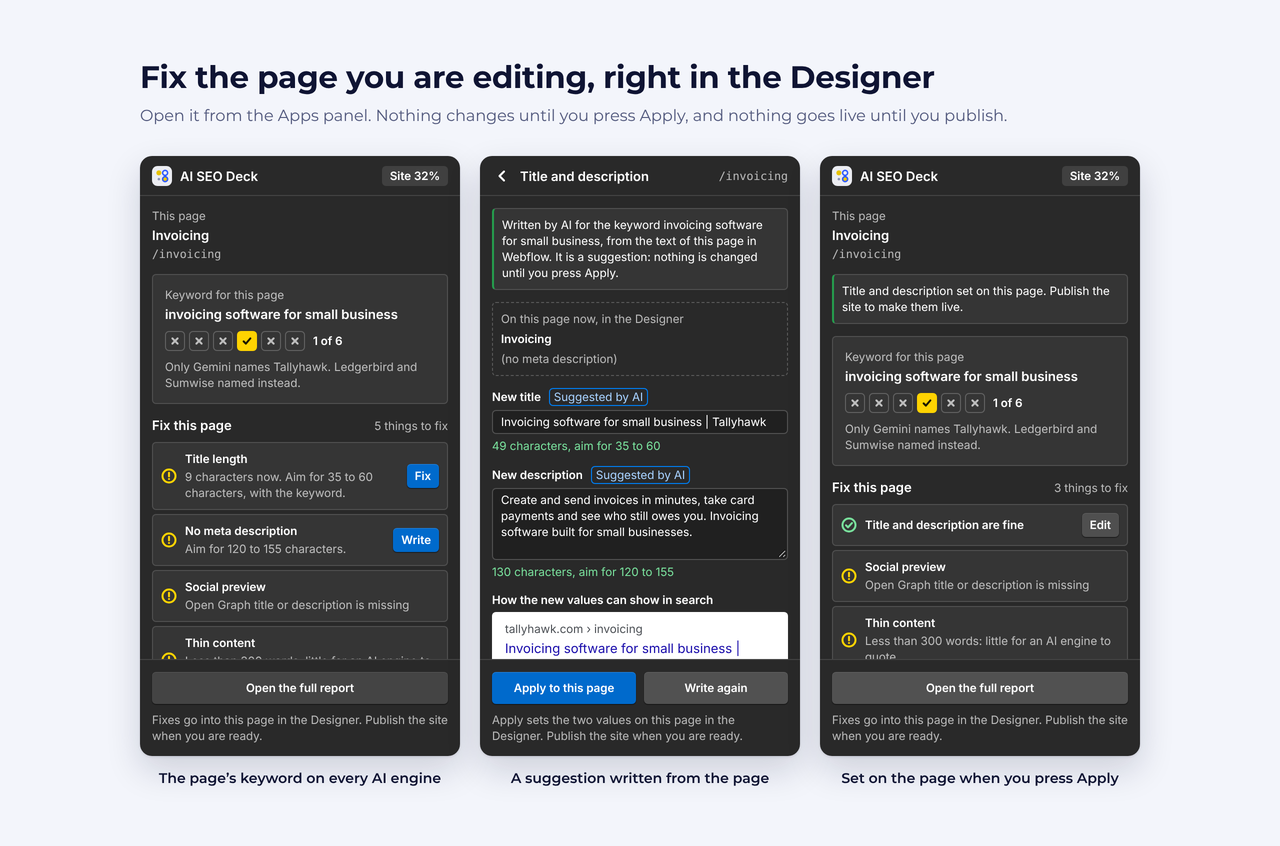 Fix the page you are editing, right in the Designer
Open it from the Apps panel. Nothing changes until you press Apply, and nothing goes live until you publish.
AI SEO Deck
Site 32%
This page
Invoicing
/invoicing
Keyword for this page
invoicing software for small business
1 of 6
Only Gemini names Tallyhawk. Ledgerbird and
Sumwise named instead.
Fix this page
5 things to fix
Title length
9 characters now. Aim for 35 to 60
characters, with the keyword.
Fix
No meta description
Aim for 120 to 155 characters.
Write
Social preview
Open Graph title or description is missing
Thin content
Less than 300 words: little for an AI engine to
Open the full report
Fixes go into this page in the Designer. Publish the site
when you are ready.
The page’s keyword on every AI engine
Title and description
/invoicing
Written by AI for the keyword invoicing software
for small business, from the text of this page in
Webflow. It is a suggestion: nothing is changed
until you press Apply.
On this page now, in the Designer
Invoicing
(no meta description)
New title
Suggested by AI
Invoicing software for small business | Tallyhawk
49 characters, aim for 35 to 60
New description
Suggested by AI
Create and send invoices in minutes, take card
payments and see who still owes you. Invoicing
software built for small businesses.
130 characters, aim for 120 to 155
How the new values can show in search
tallyhawk.com › invoicing
Invoicing software for small business |
Apply to this page
Write again
Apply sets the two values on this page in the
Designer. Publish the site when you are ready.
A suggestion written from the page
AI SEO Deck
Site 32%
This page
Invoicing
/invoicing
Title and description set on this page. Publish the
site to make them live.
Keyword for this page
invoicing software for small business
1 of 6
Only Gemini names Tallyhawk. Ledgerbird and
Sumwise named instead.
Fix this page
3 things to fix
Title and description are fine
Edit
Social preview
Open Graph title or description is missing
Thin content
Less than 300 words: little for an AI engine to
quote
Open the full report
Fixes go into this page in the Designer. Publish the site
when you are ready.
Set on the page when you press Apply